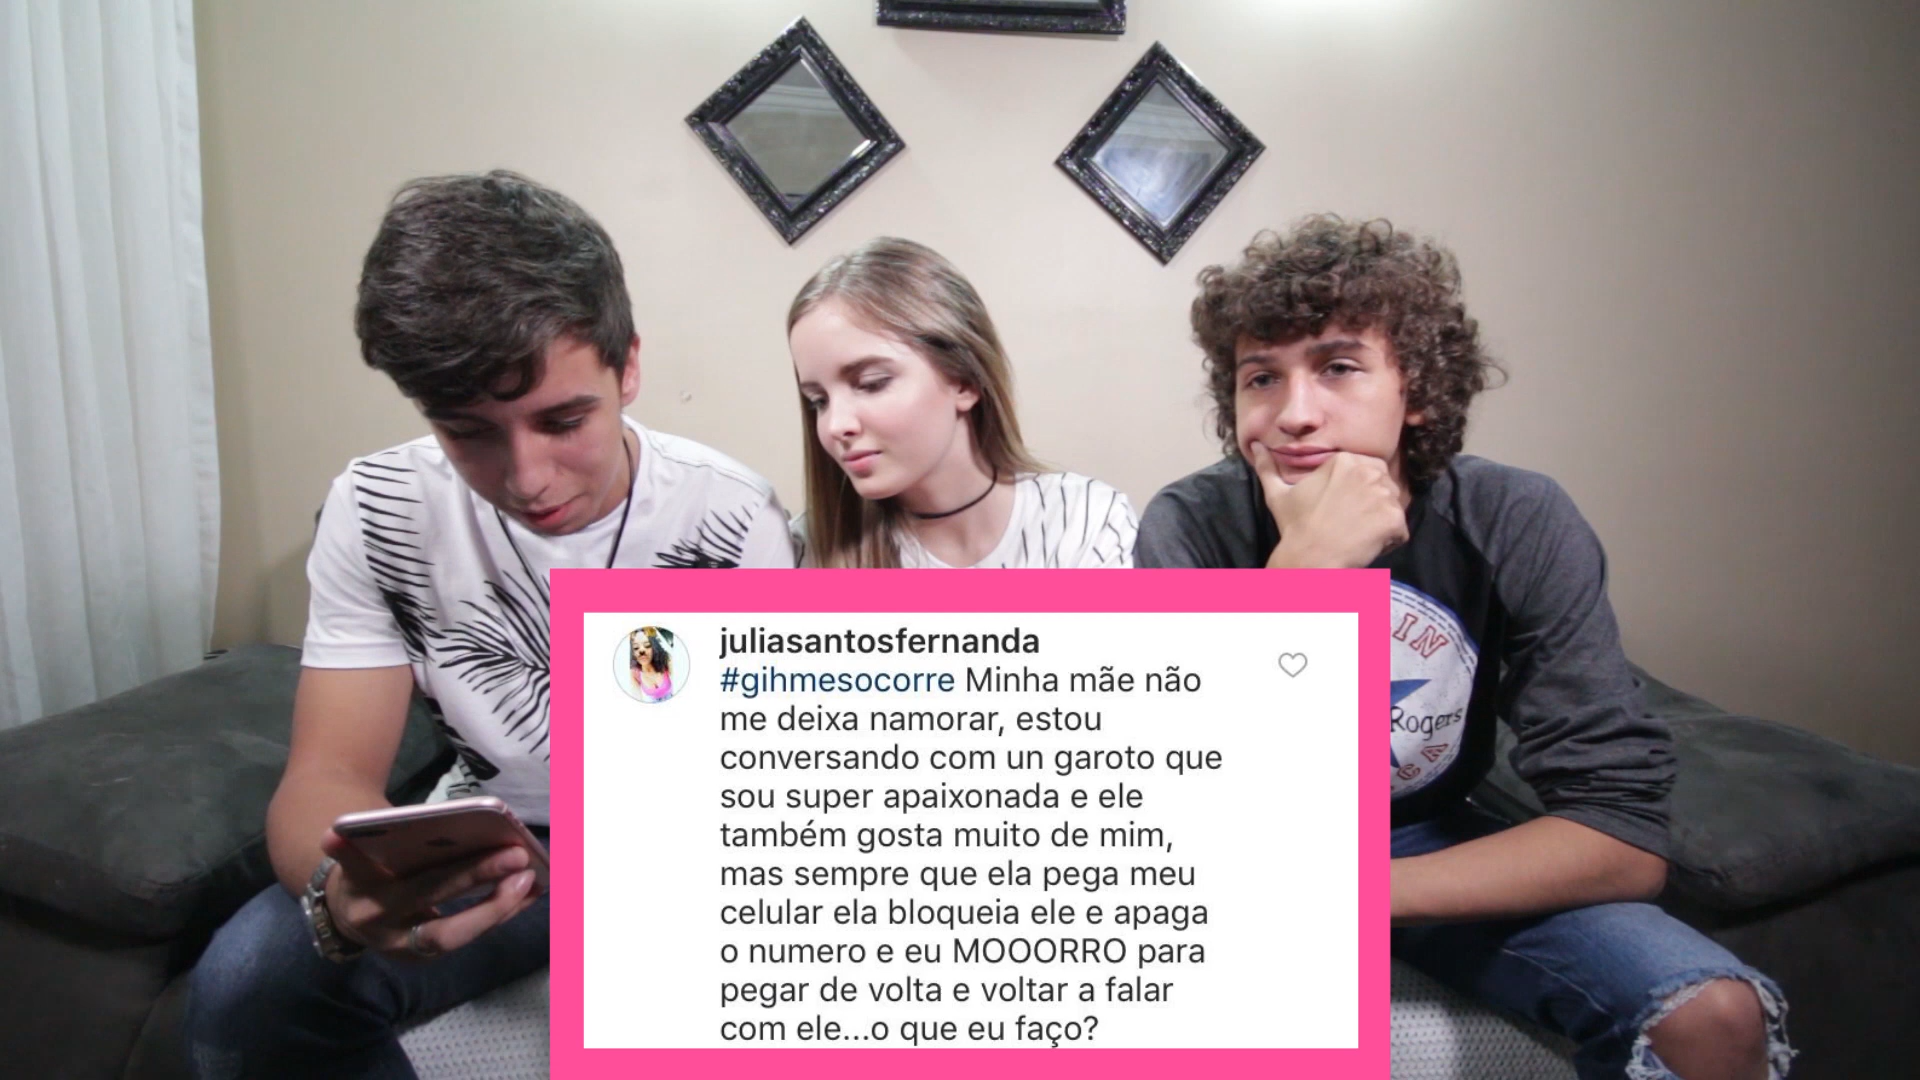 juliasantosfernanda
#gihmesocorre Minha mãe não
me deixa namorar, estou
conversando com un garoto que
sou super apaixonada e ele
também gosta muito de mim,
mas sempre que ela pega meu
celular ela bloqueia ele e apaga
o numero e eu MOOORRO para
pegar de volta e voltar a falar
com ele...o que eu faço?
IN
Rogers